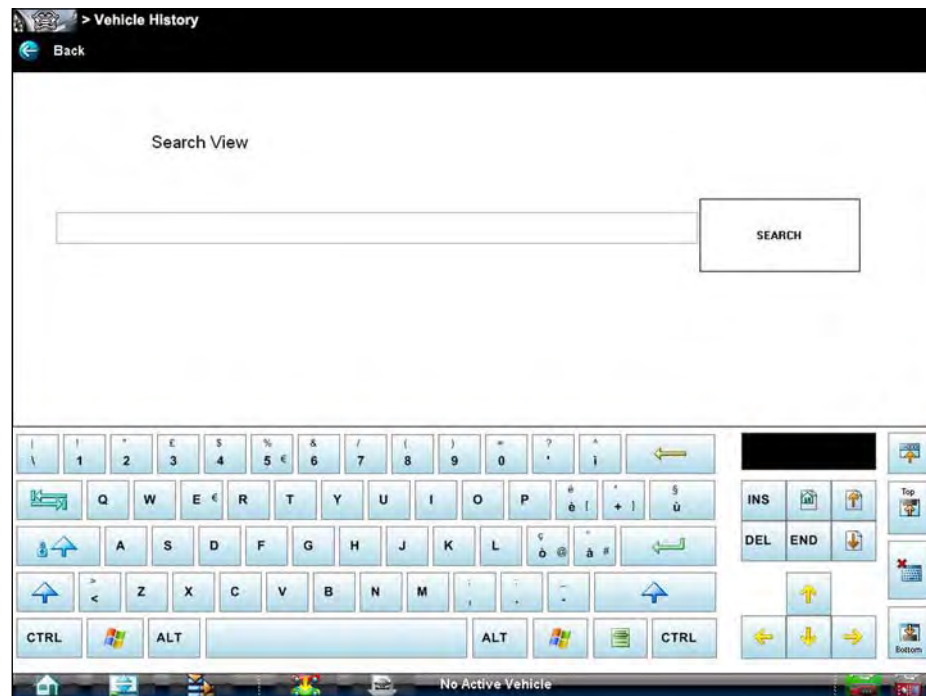 > Vehicle History
Back
Search View
SEARCH
| ! " £ $ % & / ( ) = ? ^
\ 1 2 3 4 5 € 6 7 8 9 0 ' ì
Q W E € R T Y U I O P é è [ * + ] § ù
INS
Top
A S D F G H J K L ç ò @ ° à #
DEL END
> < Z X C V B N M ; , : . _ -
CTRL ALT ALT CTRL
Bottom
No Active Vehicle